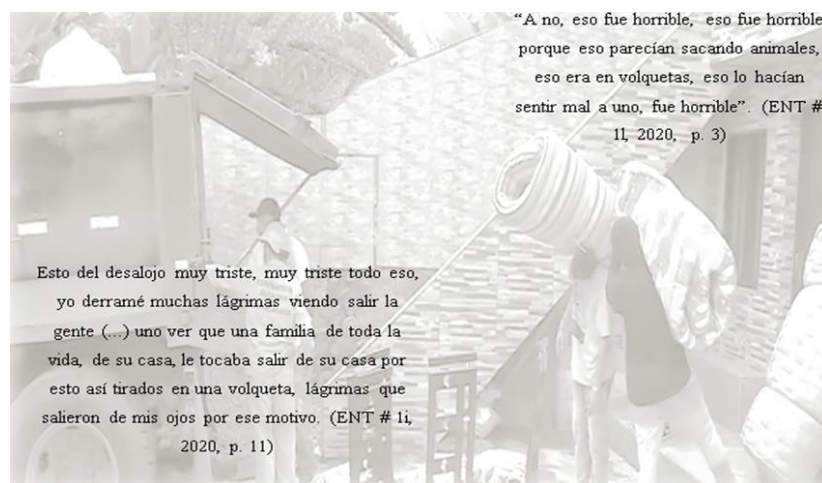 “A no, eso fue horrible, eso fue horrible
porque eso parecían sacando animales,
eso era en volquetas, eso lo hacían
sentir mal a uno, fue horrible”. (ENT #
1l, 2020, p. 3)
Esto del desalojo muy triste, muy triste todo eso,
yo derramé muchas lágrimas viendo salir la
gente (...) uno ver que una familia de toda la
vida, de su casa, le tocaba salir de su casa por
esto así tirados en una volqueta, lágrimas que
salieron de mis ojos por ese motivo. (ENT # 1i,
2020, p. 11)